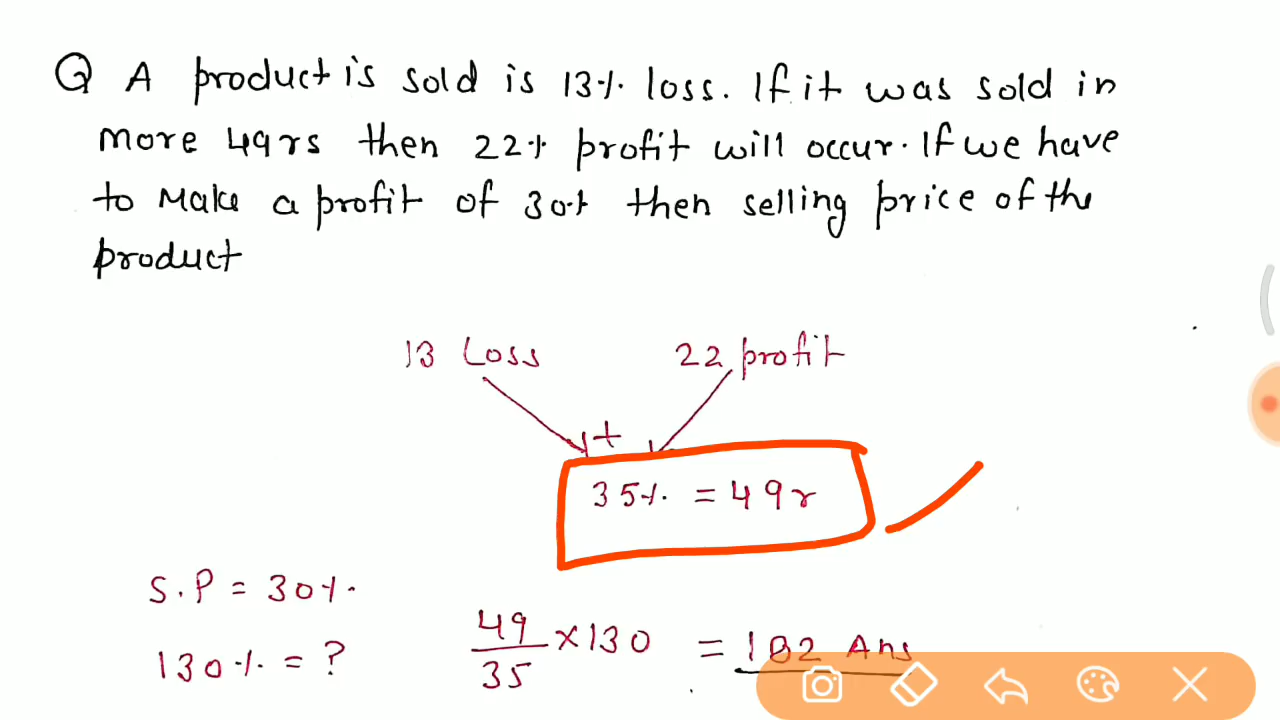 Q A product is sold is 13%. loss. If it was sold in
more 49rs then 22% profit will occur. If we have
to make a profit of 30% then selling price of the
product
13 Loss 22 profit
+
35%. = 49r
S.P = 30%.
130%. = ?
49/35 × 130 = 182 Ans